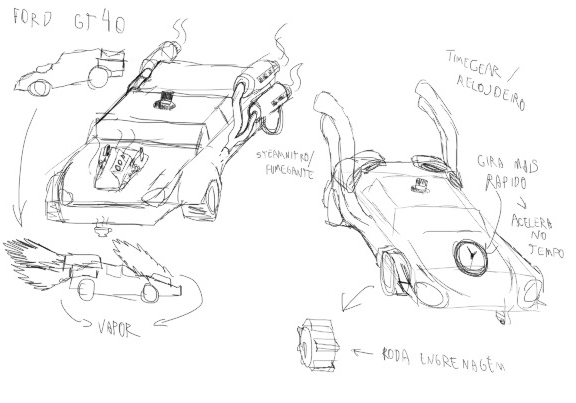 FORD GT40
TIMEGEAR /
RELOJOEIRO
STEAMNITRO/
FUMEGANTE
GIRA MAIS
RAPIDO
ACELERA
NO
TEMPO
VAPOR
RODA ENGRENAGEM